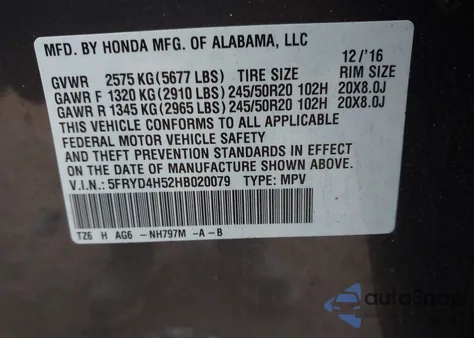 MFD. BY HONDA MFG. OF ALABAMA, LLC
12/'16
GVWR 2575 KG (5677 LBS) TIRE SIZE RIM SIZE
GAWR F 1320 KG (2910 LBS) 245/50R20 102H 20X8.0J
GAWR R 1345 KG (2965 LBS) 245/50R20 102H 20X8.0J
THIS VEHICLE CONFORMS TO ALL APPLICABLE
FEDERAL MOTOR VEHICLE SAFETY
AND THEFT PREVENTION STANDARDS IN EFFECT
ON THE DATE OF MANUFACTURE SHOWN ABOVE.
V.I.N.: 5FRYD4H52HB020079 TYPE: MPV
TZ6 H AG6 -NH797M -A-B
autoSnap